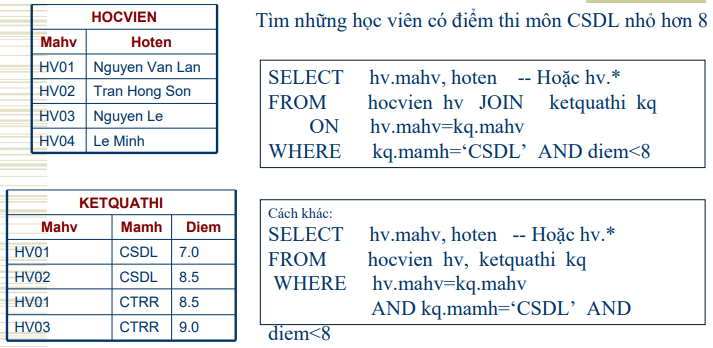 HOCVIEN
Mahv Hoten
HV01 Nguyen Van Lan
HV02 Tran Hong Son
HV03 Nguyen Le
HV04 Le Minh
Tìm những học viên có điểm thi môn CSDL nhỏ hơn 8
SELECT hv.mahv, hoten -- Hoặc hv.*
FROM hocvien hv JOIN ketquathi kq
ON hv.mahv=kq.mahv
WHERE kq.mamh=‘CSDL’ AND diem<8
KETQUATHI
Mahv Mamh Diem
HV01 CSDL 7.0
HV02 CSDL 8.5
HV01 CTRR 8.5
HV03 CTRR 9.0
Cách khác:
SELECT hv.mahv, hoten -- Hoặc hv.*
FROM hocvien hv, ketquathi kq
WHERE hv.mahv=kq.mahv
AND kq.mamh=‘CSDL’ AND
diem<8